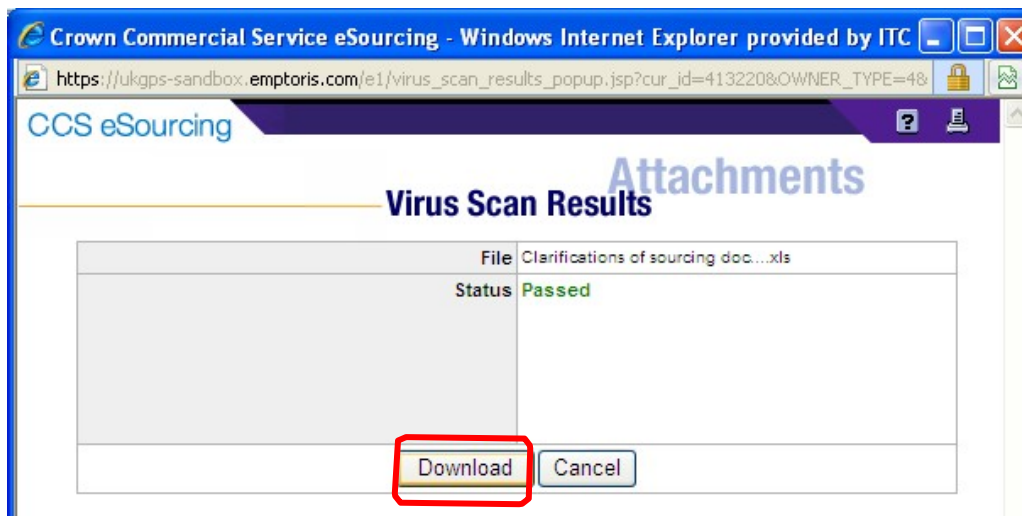 Crown Commercial Service eSourcing - Windows Internet Explorer provided by ITC
https://ukgps-sandbox.emptoris.com/e1/virus_scan_results_popup.jsp?cur_id=413220&OWNER_TYPE=4&
CCS eSourcing
Attachments
Virus Scan Results
File Clarifications of sourcing doc....xls
Status Passed
Download Cancel